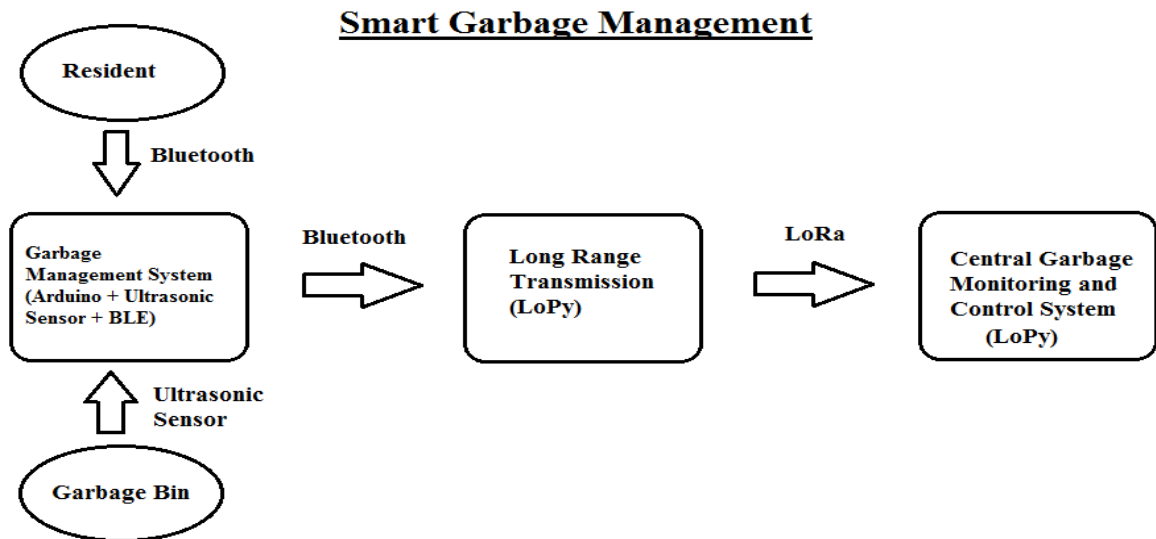 Smart Garbage Management
Resident
Bluetooth
Garbage
Management System
(Arduino + Ultrasonic
Sensor + BLE)
Bluetooth
Long Range
Transmission
(LoPy)
LoRa
Central Garbage
Monitoring and
Control System
(LoPy)
Ultrasonic
Sensor
Garbage Bin